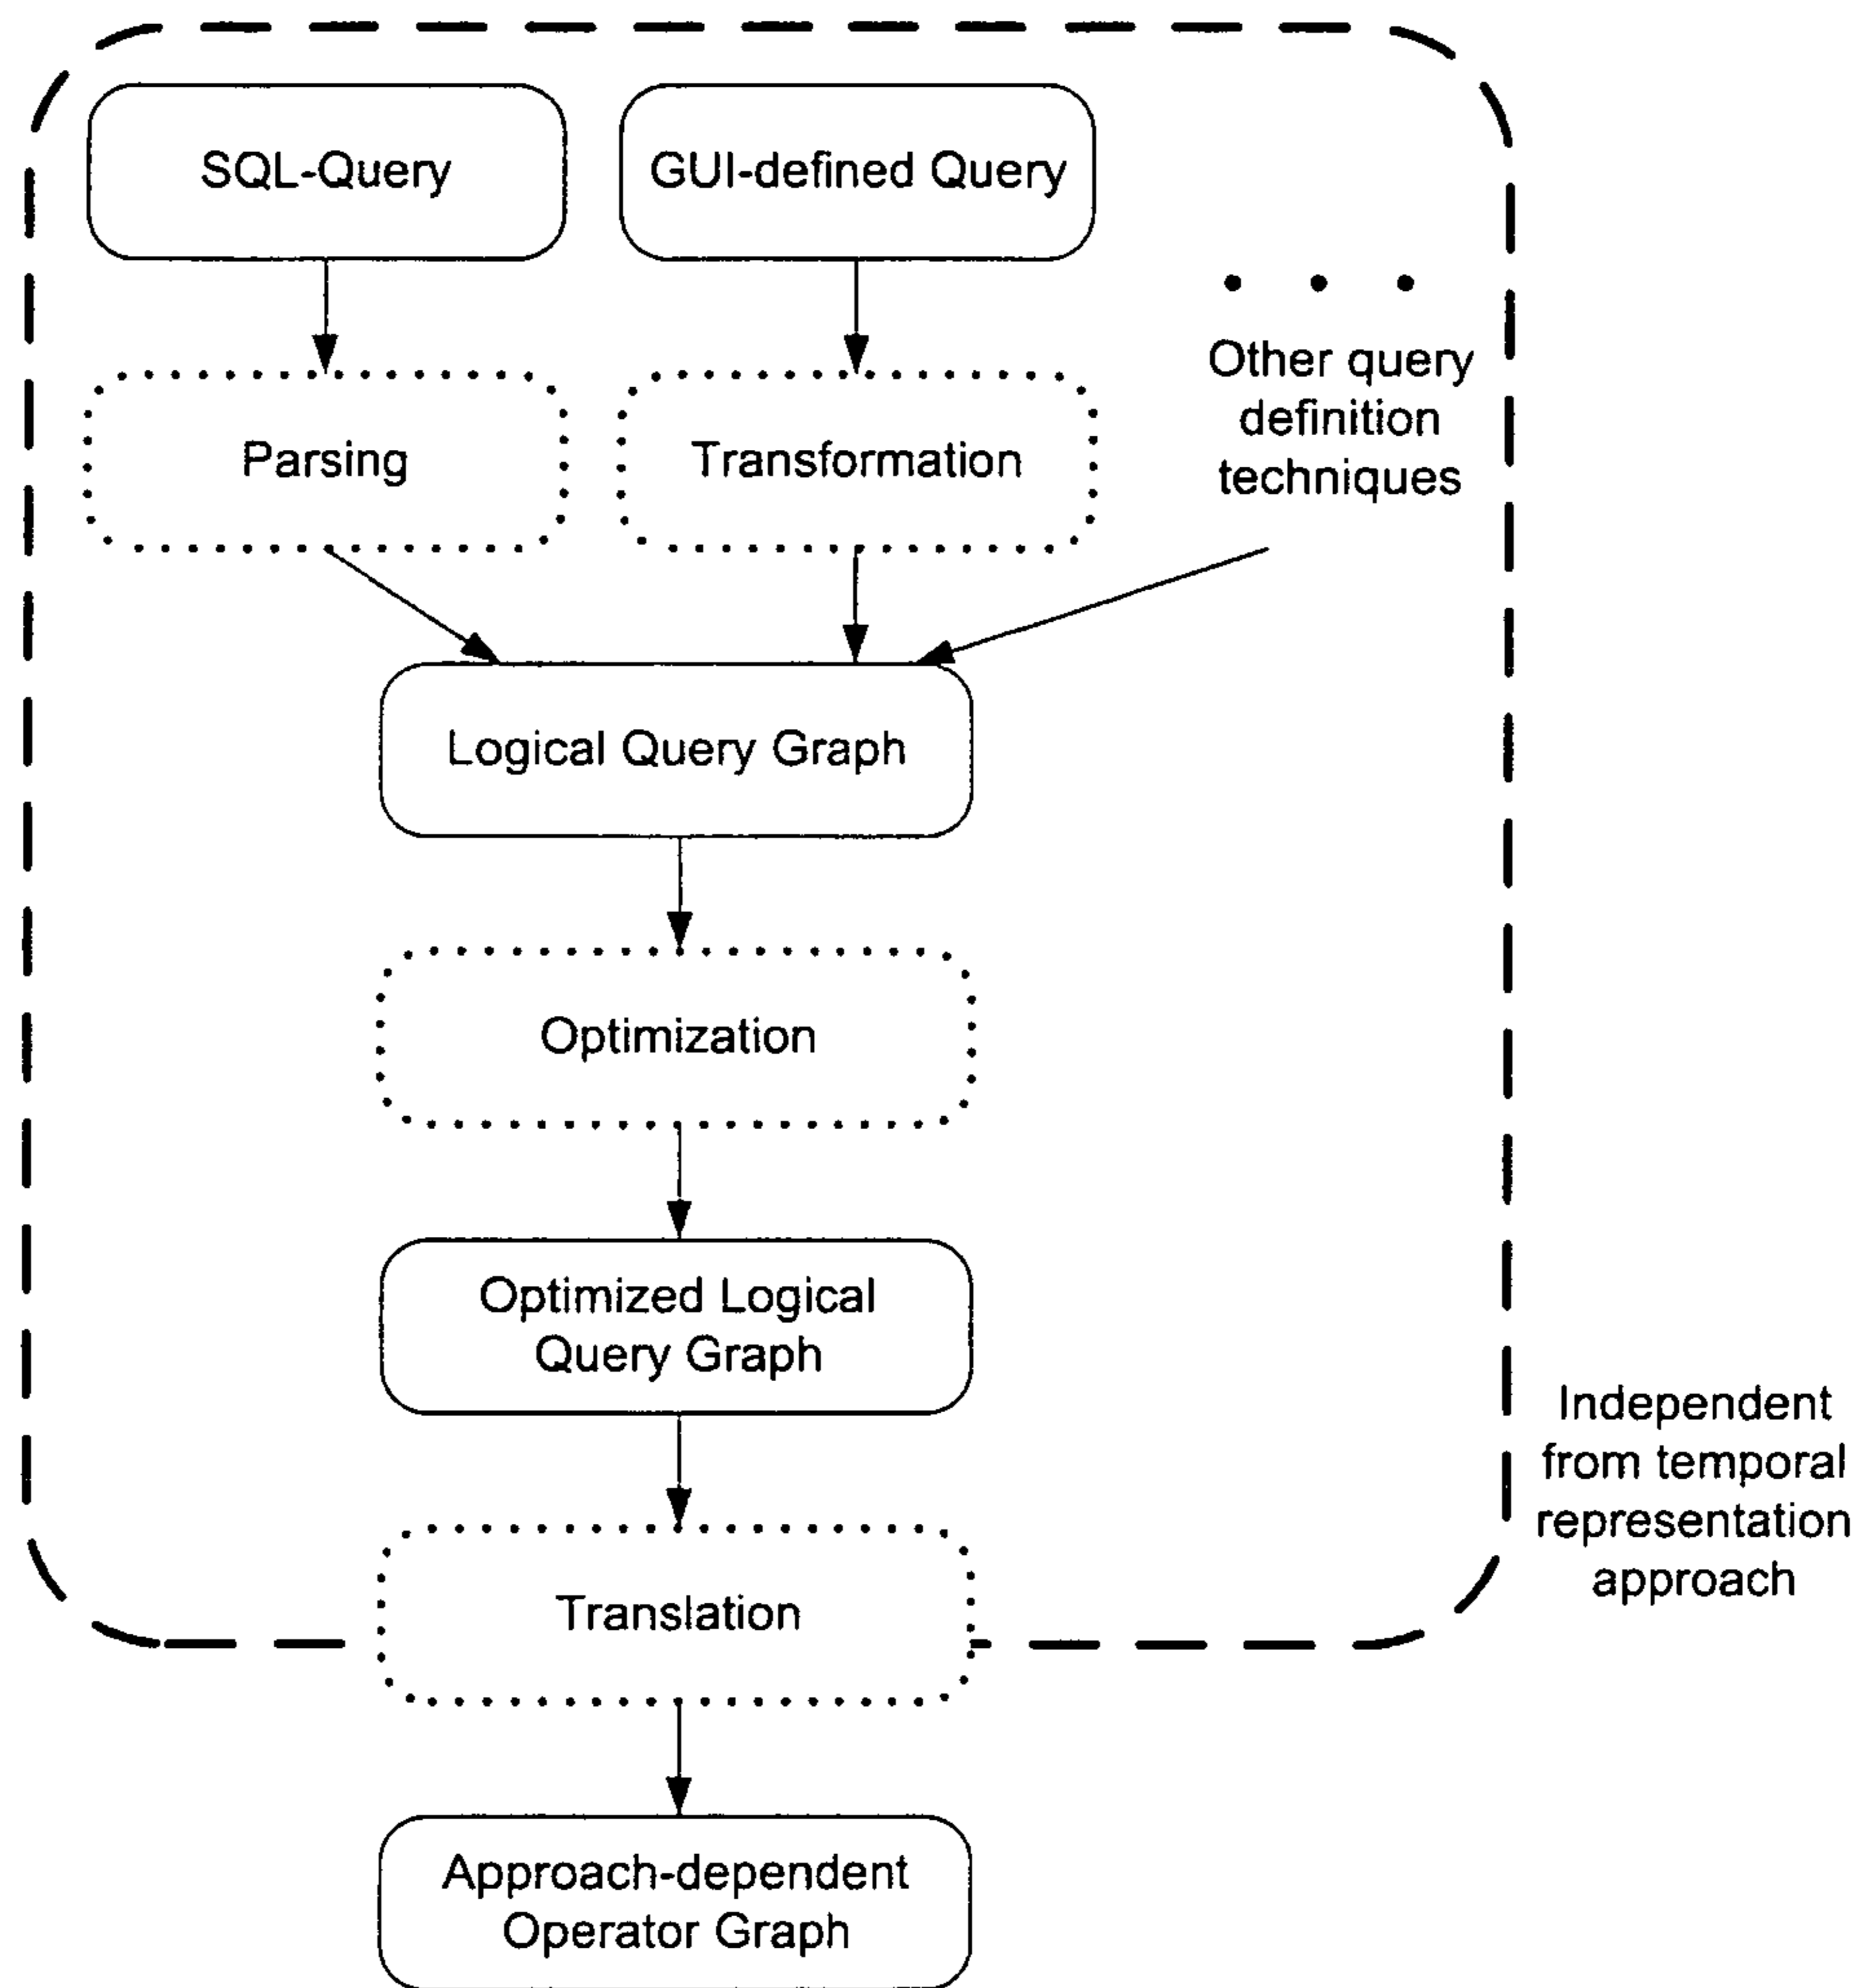 SQL-Query
GUI-defined Query
Parsing
Transformation
Other query
definition
techniques
Logical Query Graph
Optimization
Optimized Logical
Query Graph
Independent
from temporal
representation
approach
Translation
Approach-dependent
Operator Graph